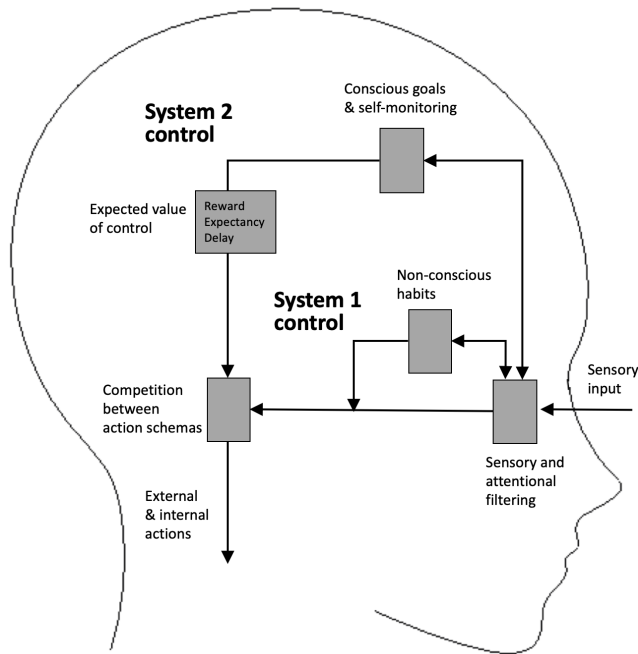 Conscious goals
& self-monitoring
System 2
control
Expected value
of control
Reward
Expectancy
Delay
Non-conscious
habits
System 1
control
Sensory
input
Competition
between
action schemas
Sensory and
attentional
filtering
External
& internal
actions